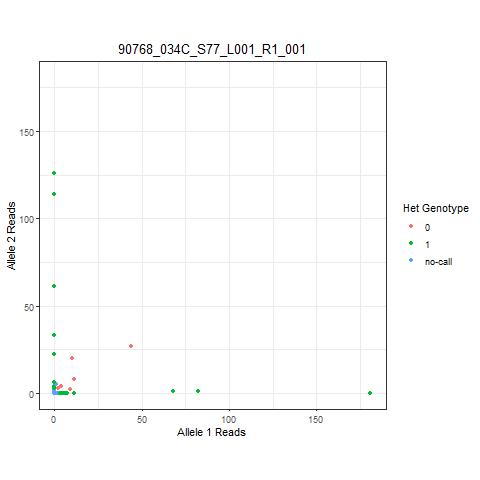 90768_034C_S77_L001_R1_001
150
100
50
0
Allele 2 Reads
0 50 100 150
Allele 1 Reads
Het Genotype
0
1
no-call